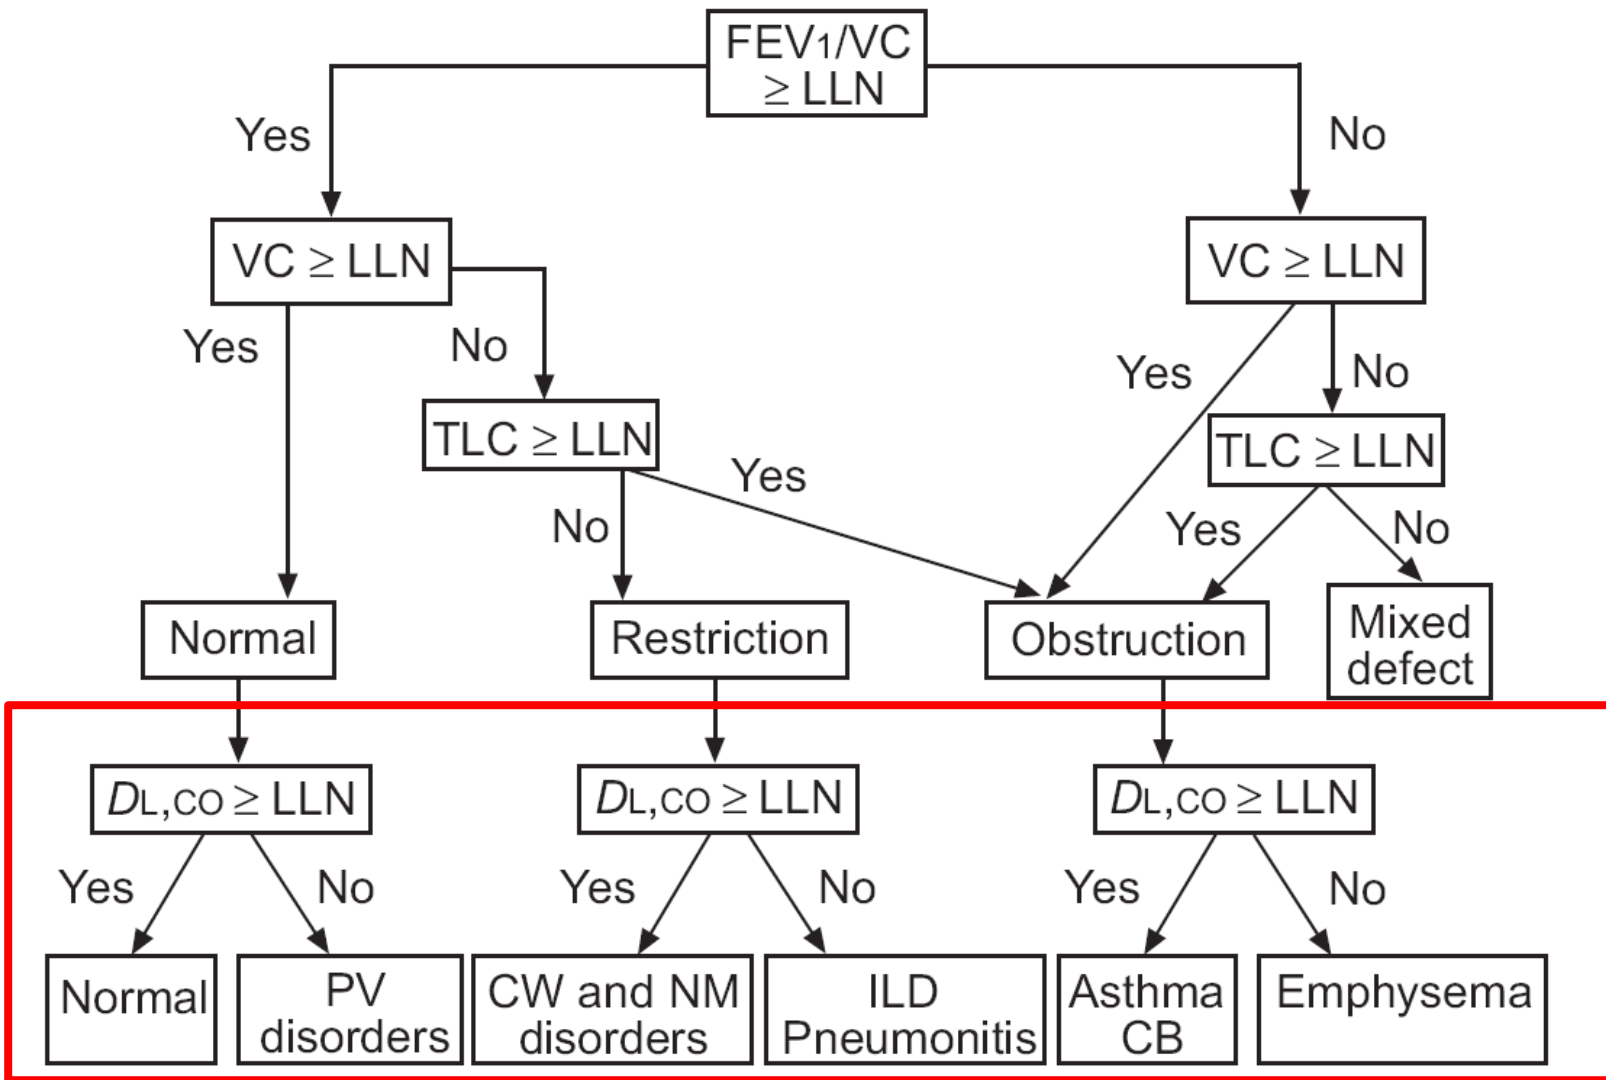 FEV1/VC
≥ LLN
Yes
No
VC ≥ LLN
VC ≥ LLN
Yes
No
Yes
No
TLC ≥ LLN
TLC ≥ LLN
Yes
No
Yes
No
Normal
Restriction
Obstruction
Mixed
defect
DL,CO ≥ LLN
DL,CO ≥ LLN
DL,CO ≥ LLN
Yes
No
Yes
No
Yes
No
Normal
PV
disorders
CW and NM
disorders
ILD
Pneumonitis
Asthma
CB
Emphysema